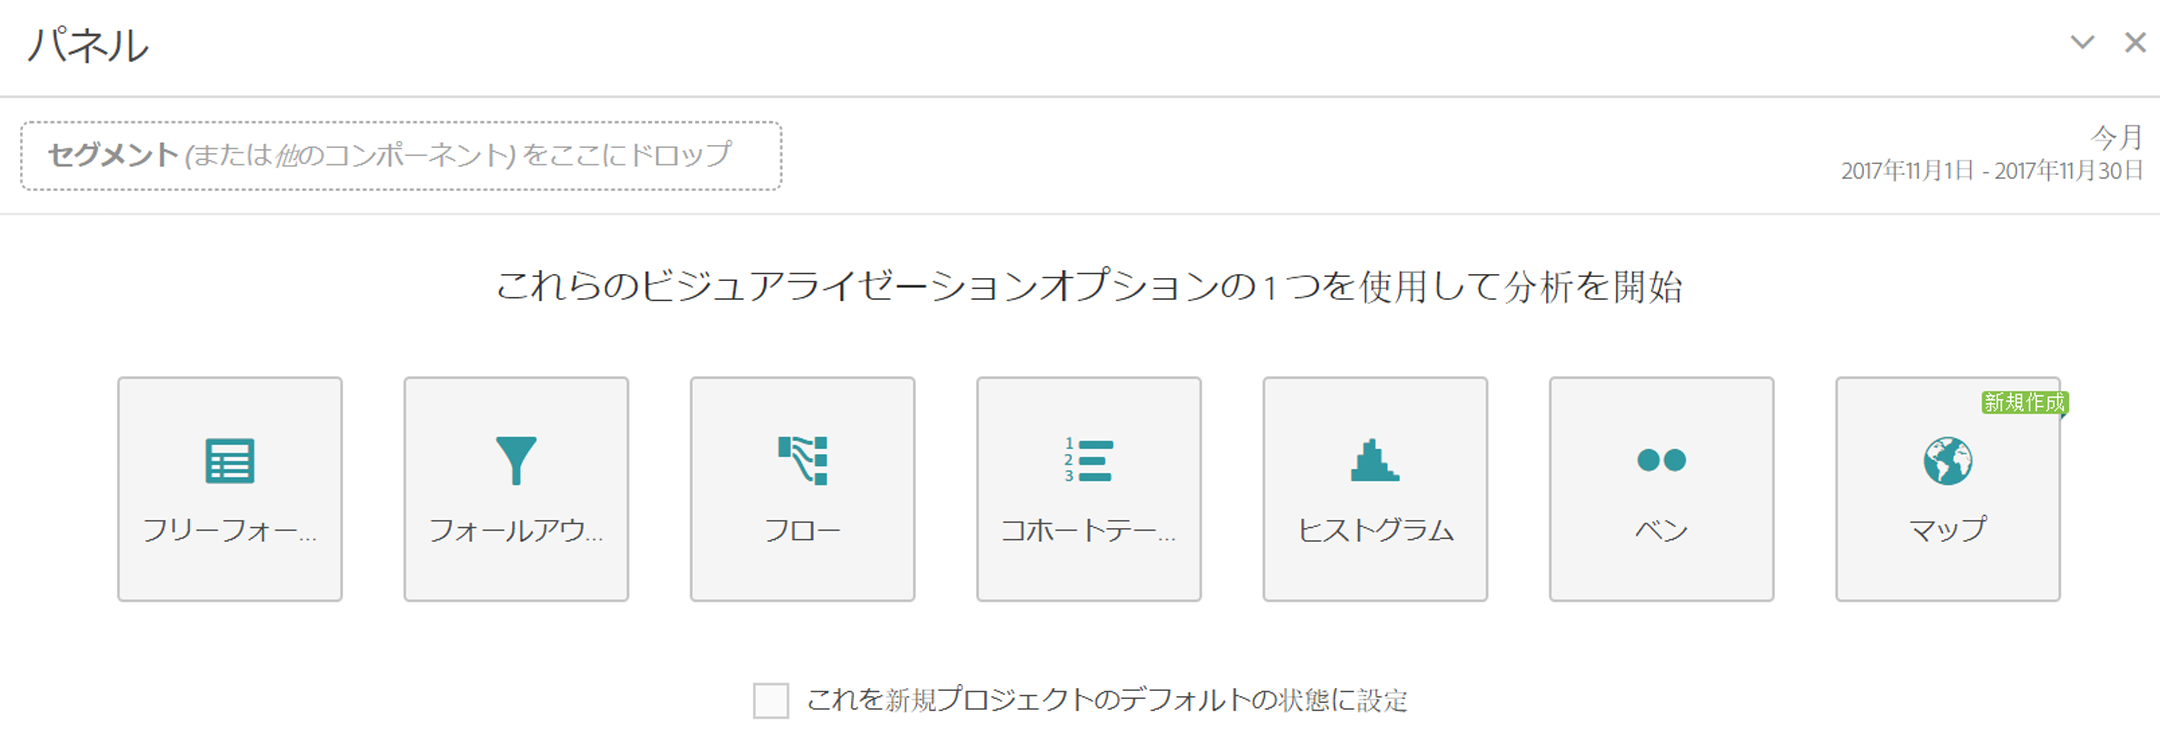 パネル
セグメント (または他のコンポーネント) をここにドロップ
今月
2017年11月1日 - 2017年11月30日
これらのビジュアライゼーションオプションの 1 つを使用して分析を開始
新規作成
1
2
3
フリーフォー...
フォールアウ...
フロー
コホートテー...
ヒストグラム
ベン
マップ
これを新規プロジェクトのデフォルトの状態に設定